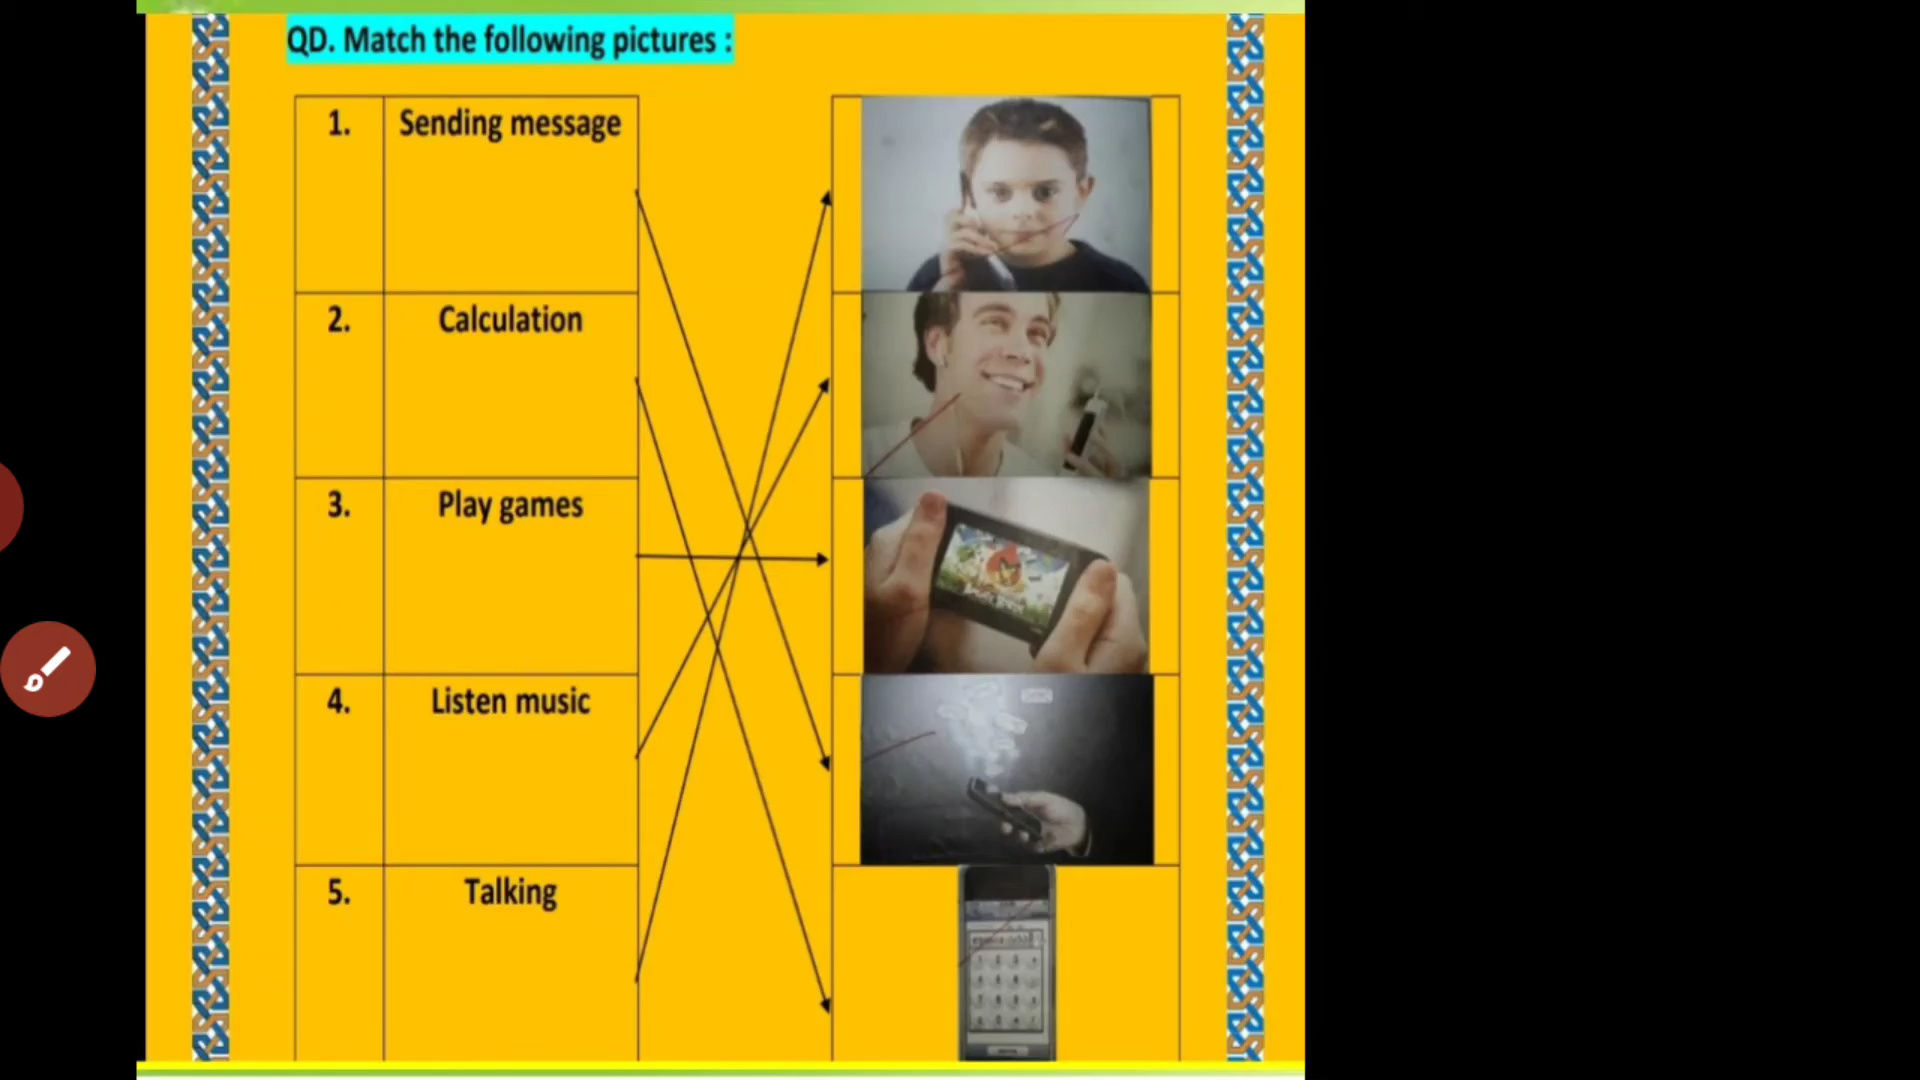 QD. Match the following pictures :
1. Sending message
2. Calculation
3. Play games
4. Listen music
5. Talking